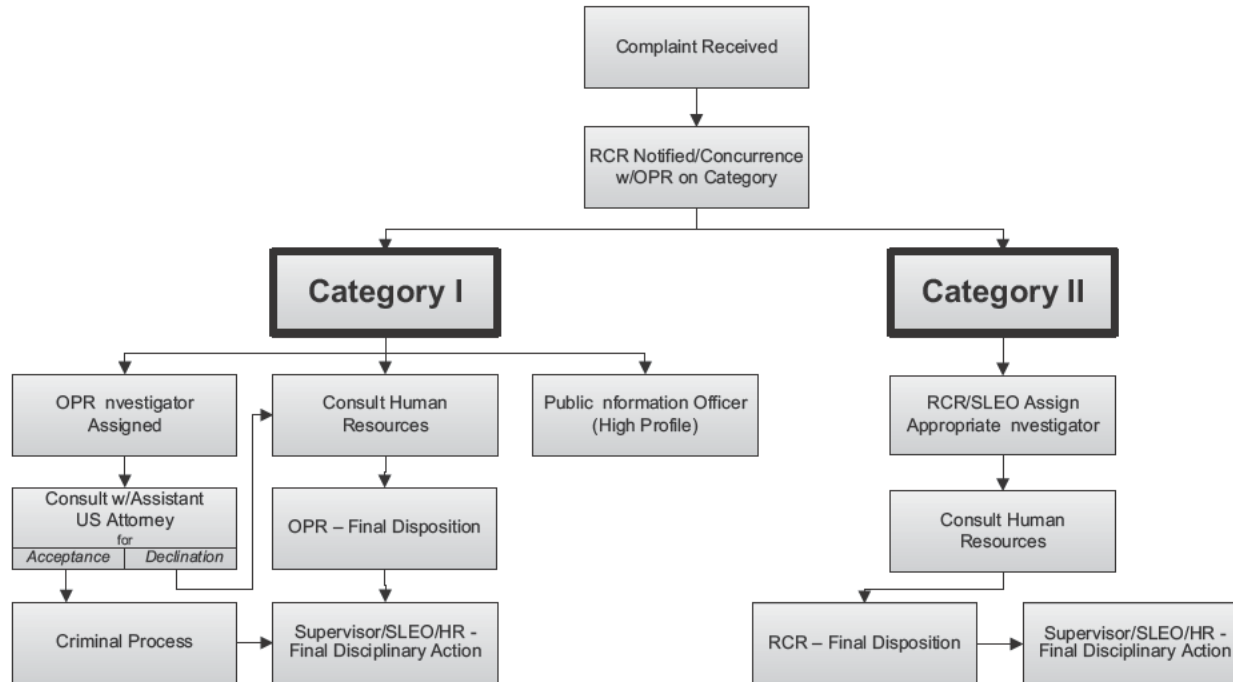 Complaint Received
RCR Notified/Concurrence
w/OPR on Category
Category I
Category II
OPR nvestigator
Assigned
Consult Human
Resources
Public nformation Officer
(High Profile)
RCR/SLEO Assign
Appropriate nvestigator
Consult w/Assistant
US Attorney
for
Acceptance
Declination
OPR – Final Disposition
Consult Human
Resources
Criminal Process
Supervisor/SLEO/HR -
Final Disciplinary Action
RCR – Final Disposition
Supervisor/SLEO/HR -
Final Disciplinary Action